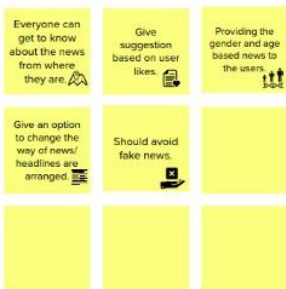 Everyone can
get to know
about the news
from where
they are.
Give
suggestion
based on user
likes.
Providing the
gender and age
based news to
the users.
Give an option
to change the
way of news/
headlines are
arranged.
Should avoid
fake news.